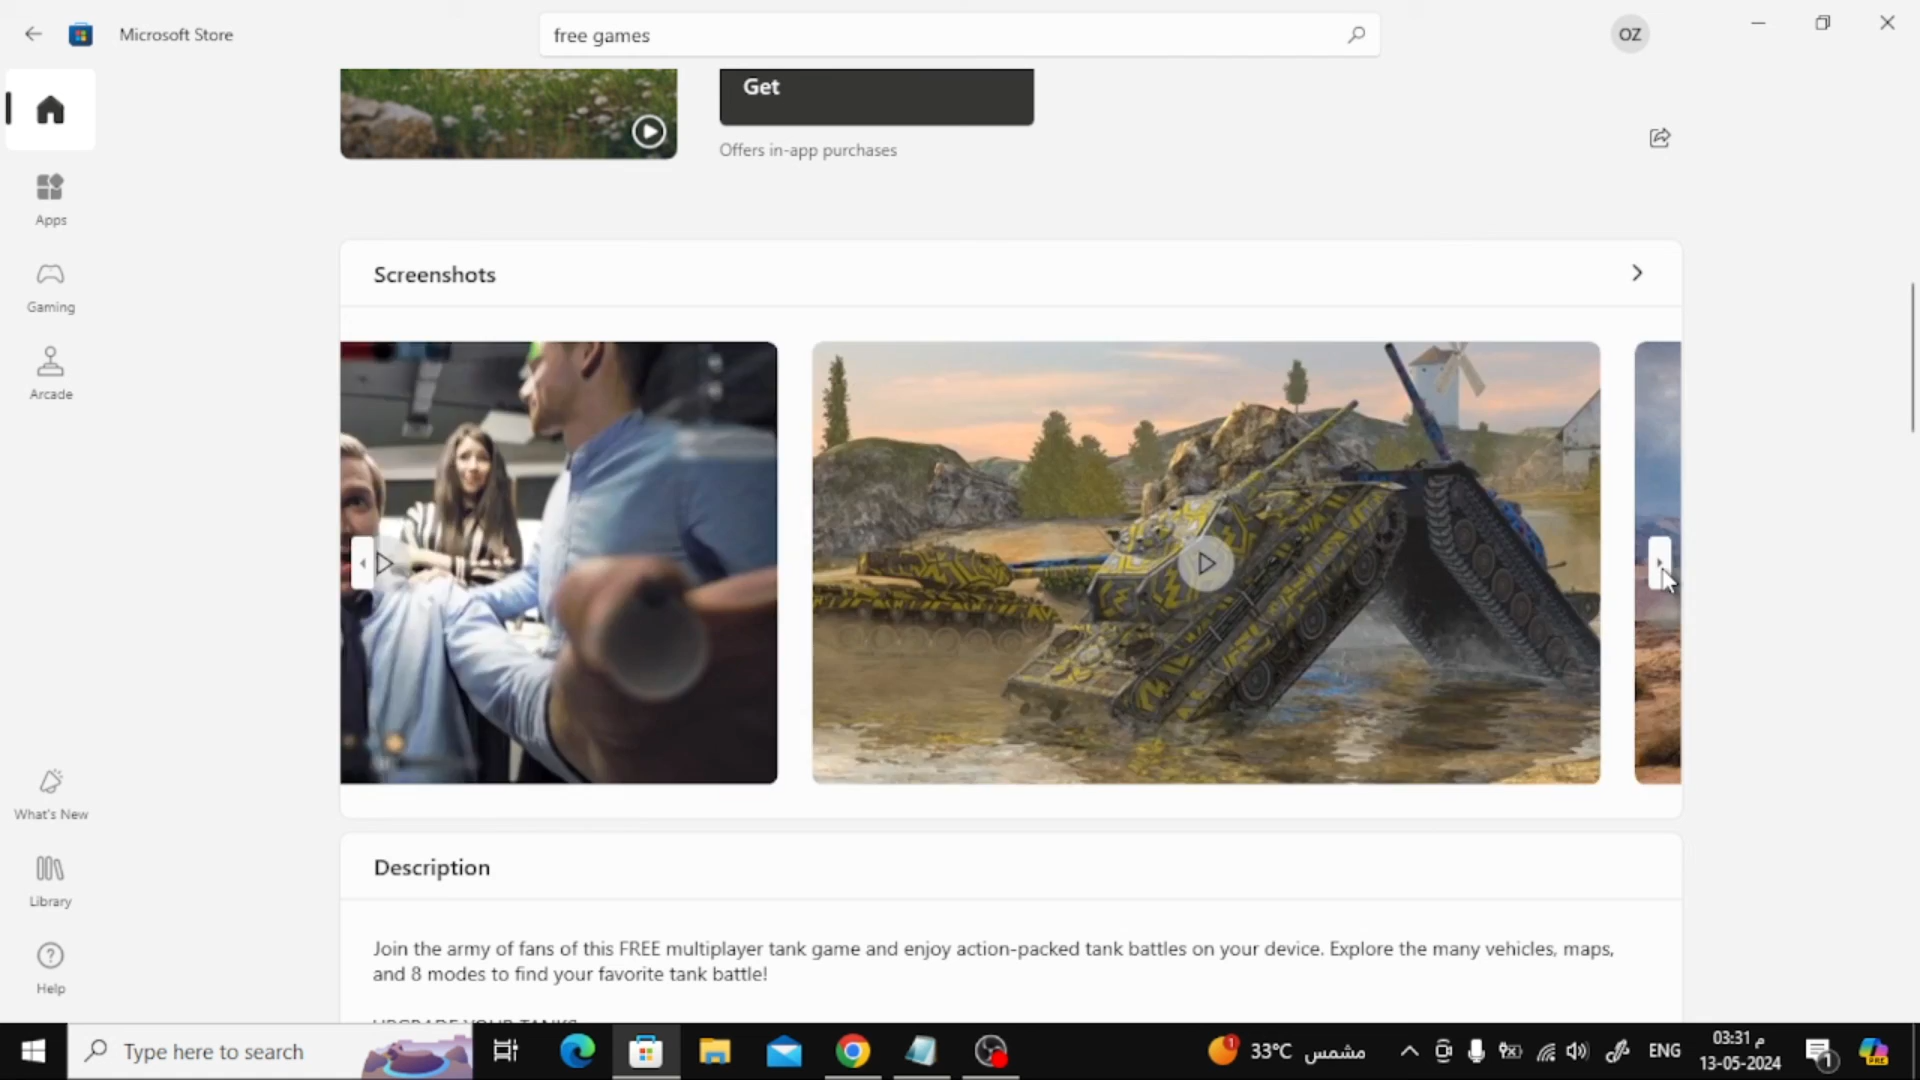 Microsoft Store
free games
OZ
Get
Offers in-app purchases
Apps
Gaming
Arcade
Screenshots
What's New
Library
Help
Description
Join the army of fans of this FREE multiplayer tank game and enjoy action-packed tank battles on your device. Explore the many vehicles, maps,
and 8 modes to find your favorite tank battle!
Type here to search
1
33°C مشمس
ENG
03:31 م
13-05-2024
1
PRE